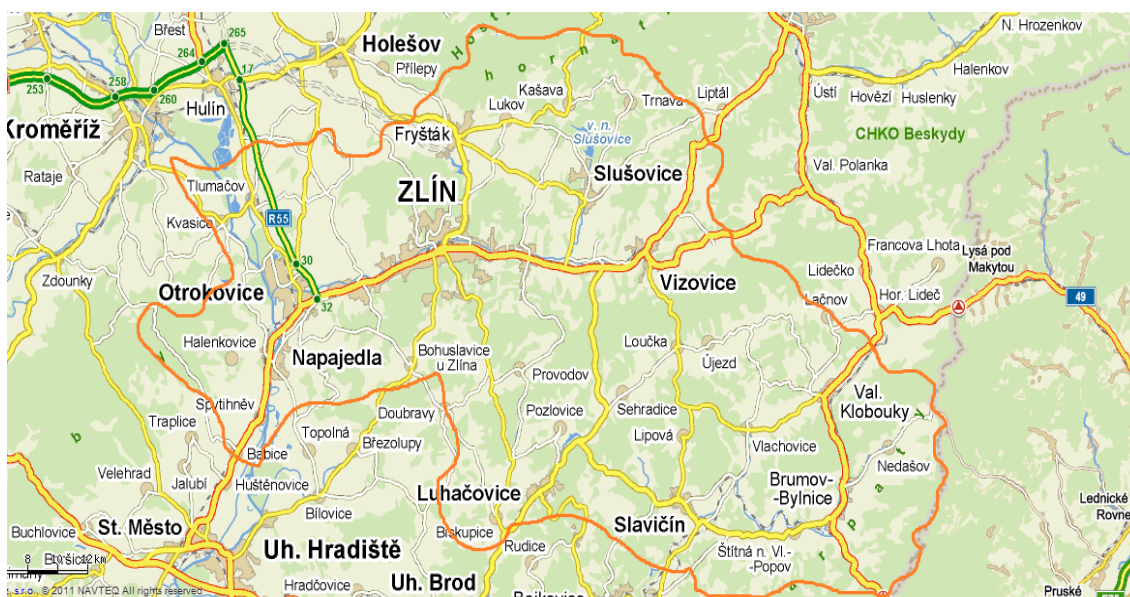 Břest
265
Holešov
Host
N. Hrozenkov
264
Přílepy
h o r n a t
253
258
17
260
Kašava
Halenkov
Hulín
Lukov
Trnava
Liptál
Ústí
Hovězí
Huslenky
Kroměříž
Fryšták
v. n.
Slušovice
CHKO Beskydy
Rataje
Slušovice
Val. Polanka
Tlumačov
ZLÍN
Kvasice
R55
Francova Lhota
Lysá pod
Makytou
Zdounky
30
Lidečko
Vizovice
Otrokovice
32
Lačnov
Hor. Lideč
49
Halenkovice
Napajedla
Bohuslavice
u Zlína
Loučka
Újezd
Provodov
Val.
Klobouky
Spytihněv
Traplice
Doubravy
Pozlovice
Sehradice
Topolná
Březolupy
Lipová
Vlachovice
Babice
Nedašov
Velehrad
Jalubí
Huštěnovice
Luhačovice
Brumov-
-Bylnice
Lednické
Rovne
St. Město
Bílovice
Slavičín
Buchlovice
Biskupice
Rudice
Štítná n. Vl.-
-Popov
Uh. Hradiště
8
12 km
Hradčovice
Uh. Brod
Bojkovice
Pruské
s.r.o., © 2011 NAVTEQ All rights reserved